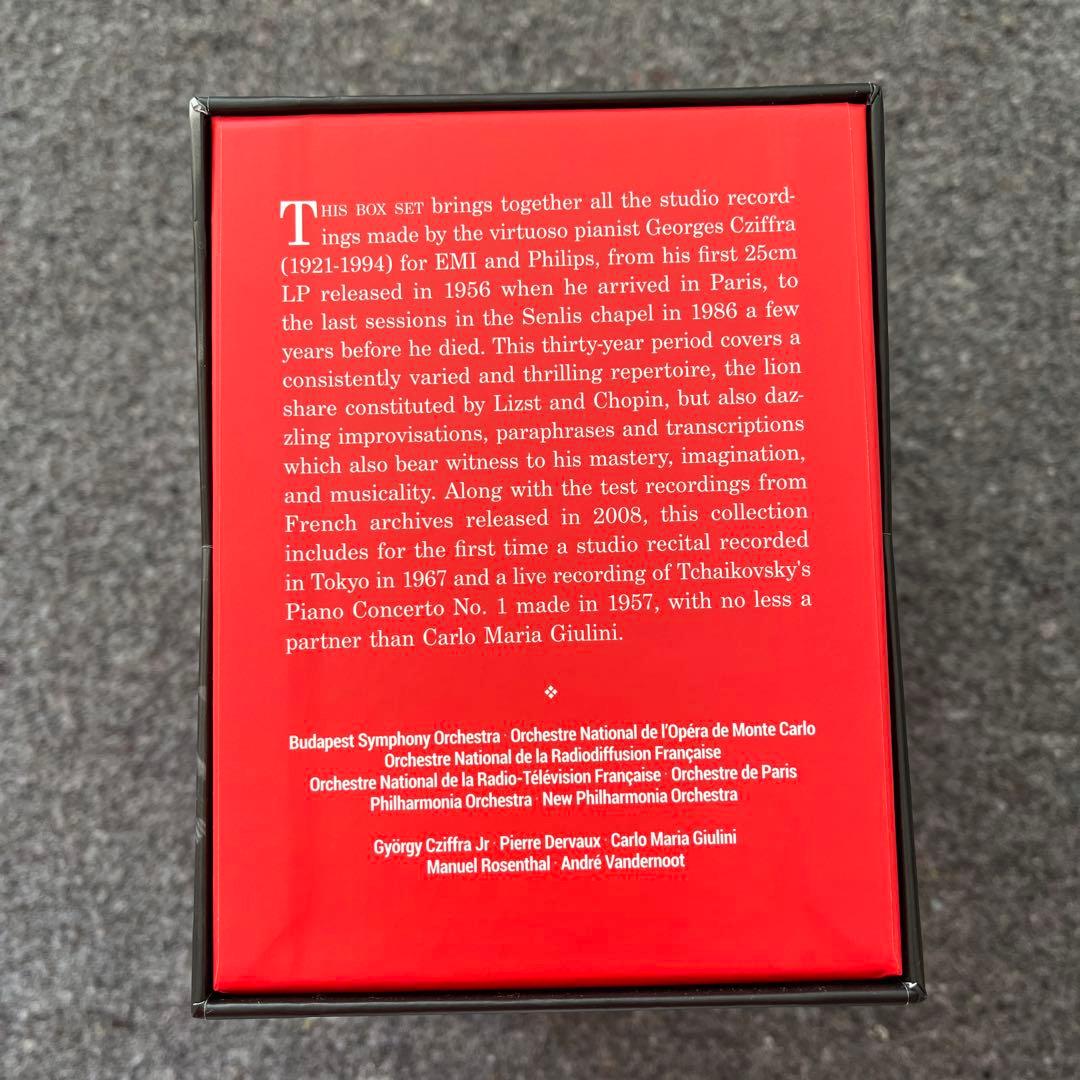 THIS BOX SET brings together all the studio record-
ings made by the virtuoso pianist Georges Cziffra
(1921-1994) for EMI and Philips, from his first 25cm
LP released in 1956 when he arrived in Paris, to
the last sessions in the Senlis chapel in 1986 a few
years before he died. This thirty-year period covers a
consistently varied and thrilling repertoire, the lion
share constituted by Lizst and Chopin, but also daz-
zling improvisations, paraphrases and transcriptions
which also bear witness to his mastery, imagination,
and musicality. Along with the test recordings from
French archives released in 2008, this collection
includes for the first time a studio recital recorded
in Tokyo in 1967 and a live recording of Tchaikovsky's
Piano Concerto No. 1 made in 1957, with no less a
partner than Carlo Maria Giulini.
Budapest Symphony Orchestra · Orchestre National de l'Opéra de Monte Carlo
Orchestre National de la Radiodiffusion Française
Orchestre National de la Radio-Télévision Française · Orchestre de Paris
Philharmonia Orchestra · New Philharmonia Orchestra
György Cziffra Jr · Pierre Dervaux · Carlo Maria Giulini
Manuel Rosenthal · André Vandernoot